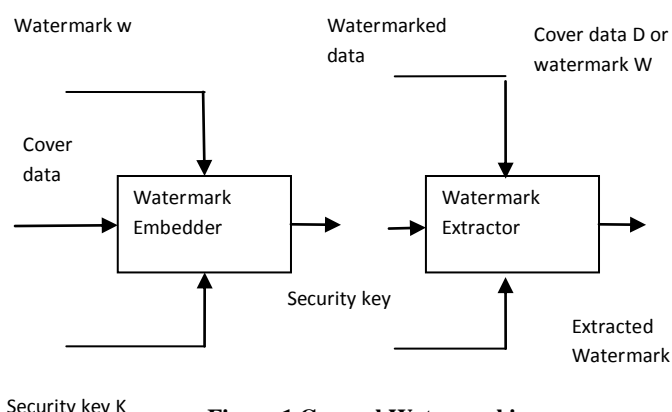 Watermark w
Watermarked
data
Cover data D or
watermark W
Cover
data
Watermark
Embedder
Watermark
Extractor
Security key
Extracted
Watermark
Security key K
Figure 1 General